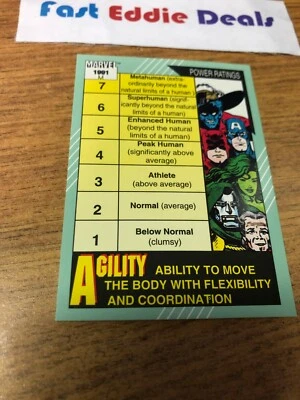 Fast Eddie Deals
MARVEL
1991
POWER RATINGS
7
Metahuman (extra-
ordinarily beyond the
natural limits of a human)
6
Superhuman (signif-
icantly beyond the natural
limits of a human)
5
Enhanced Human
(beyond the natural
limits of a human)
4
Peak Human
(significantly above
average)
3
Athlete
(above average)
2
Normal (average)
1
Below Normal
(clumsy)
AGILITY ABILITY TO MOVE
THE BODY WITH FLEXIBILITY
AND COORDINATION